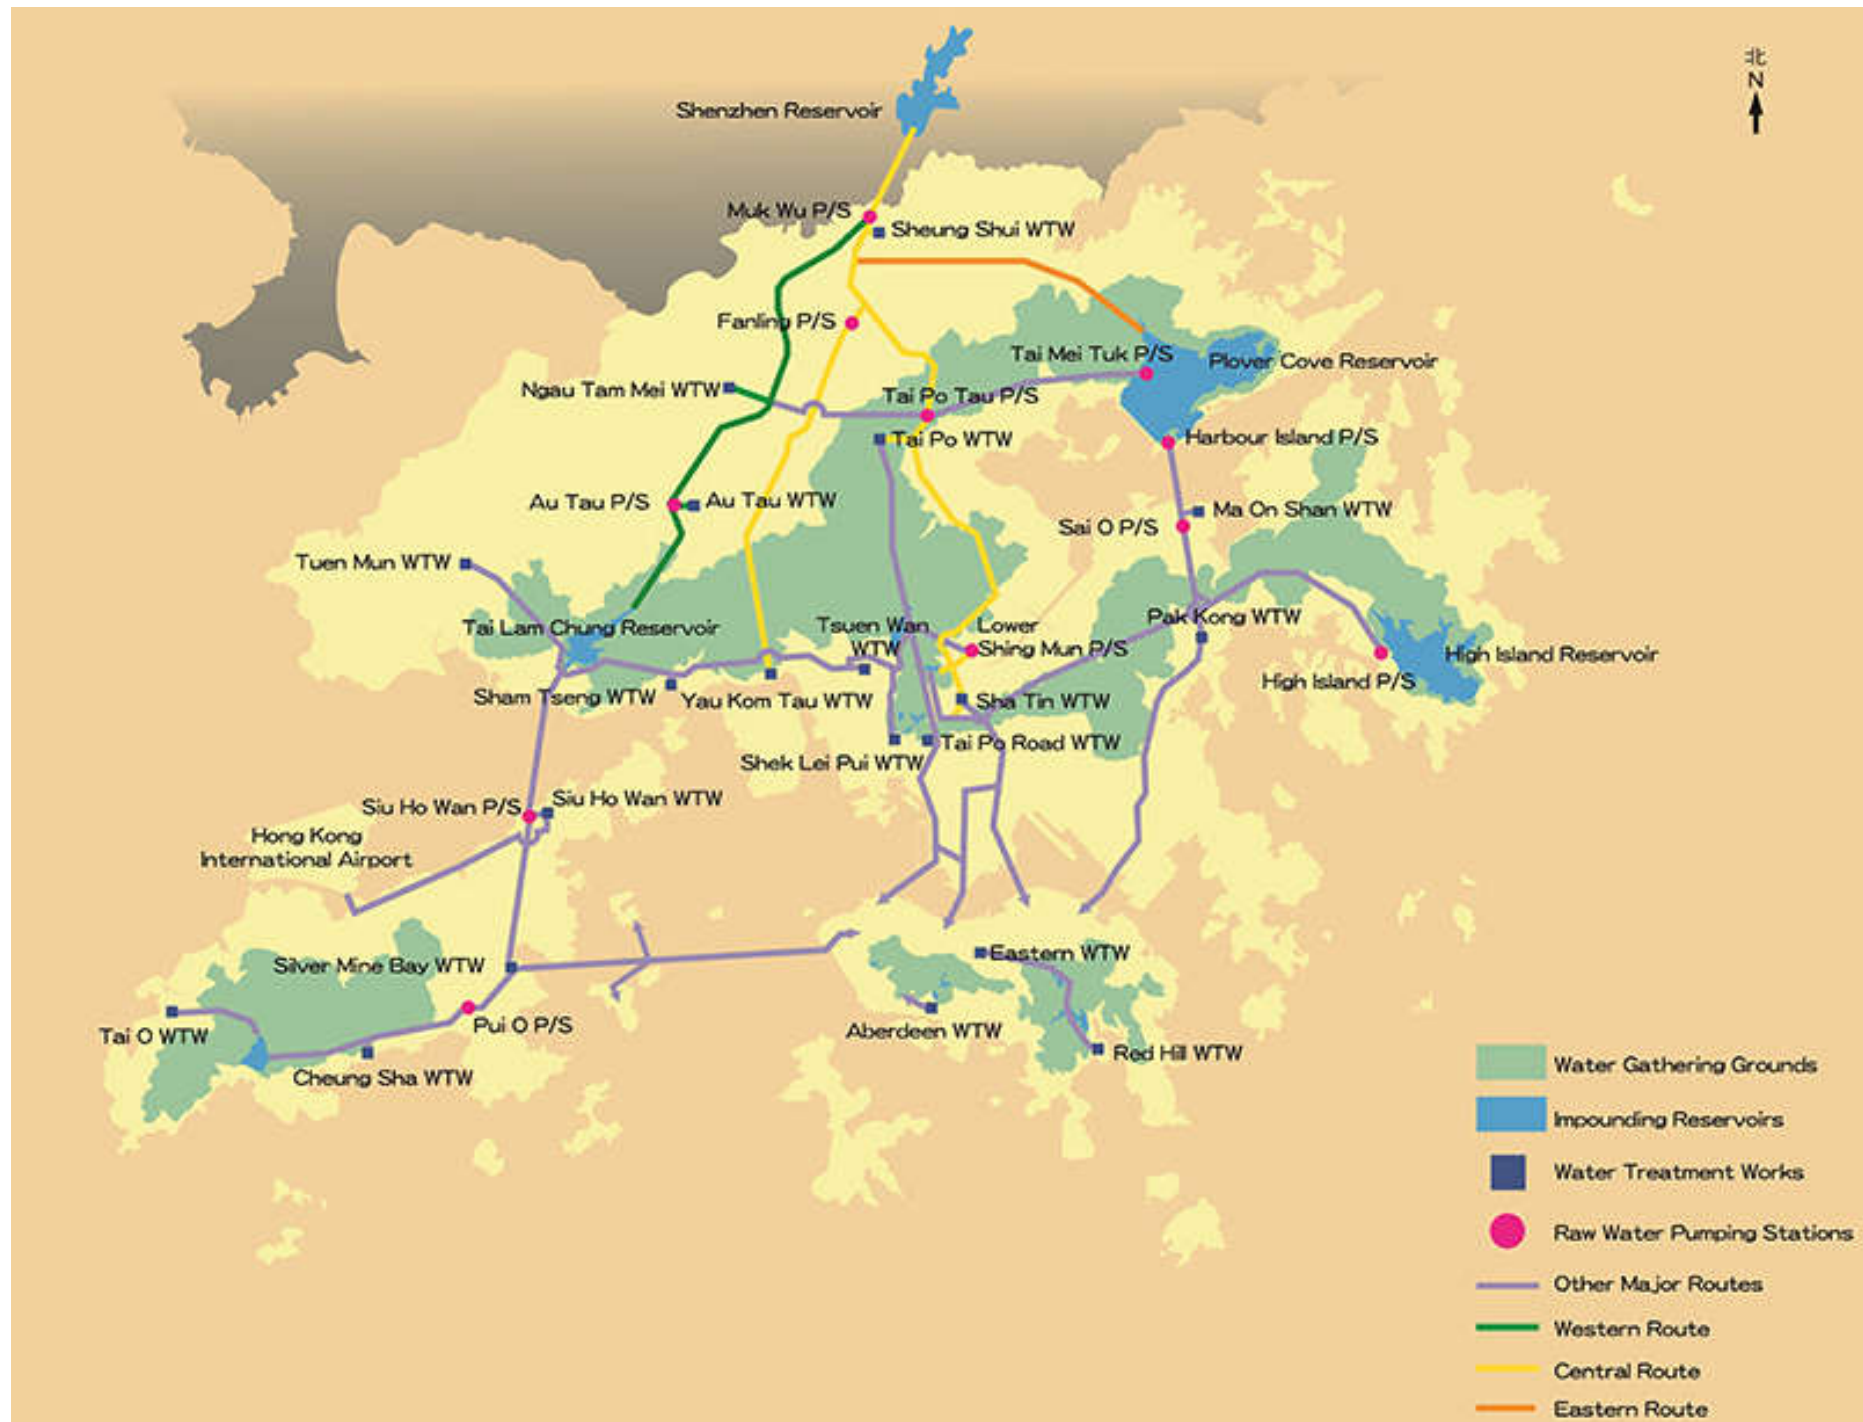 北
N
Shenzhen Reservoir
Muk Wu P/S
Sheung Shui WTW
Fanling P/S
Tai Mei Tuk P/S
Plover Cove Reservoir
Ngau Tam Mei WTW
Tai Po Tau P/S
Tai Po WTW
Harbour Island P/S
Au Tau P/S
Au Tau WTW
Ma On Shan WTW
Sai O P/S
Tuen Mun WTW
Tai Lam Chung Reservoir
Tsuen Wan
WTW
Lower
Shing Mun P/S
Pak Kong WTW
High Island Reservoir
High Island P/S
Sham Tseng WTW
Yau Kom Tau WTW
Sha Tin WTW
Shek Lei Pui WTW
Tai Po Road WTW
Siu Ho Wan P/S
Siu Ho Wan WTW
Hong Kong
International Airport
Silver Mine Bay WTW
Eastern WTW
Tai O WTW
Pui O P/S
Aberdeen WTW
Red Hill WTW
Cheung Sha WTW
Water Gathering Grounds
Impounding Reservoirs
Water Treatment Works
Raw Water Pumping Stations
Other Major Routes
Western Route
Central Route
Eastern Route